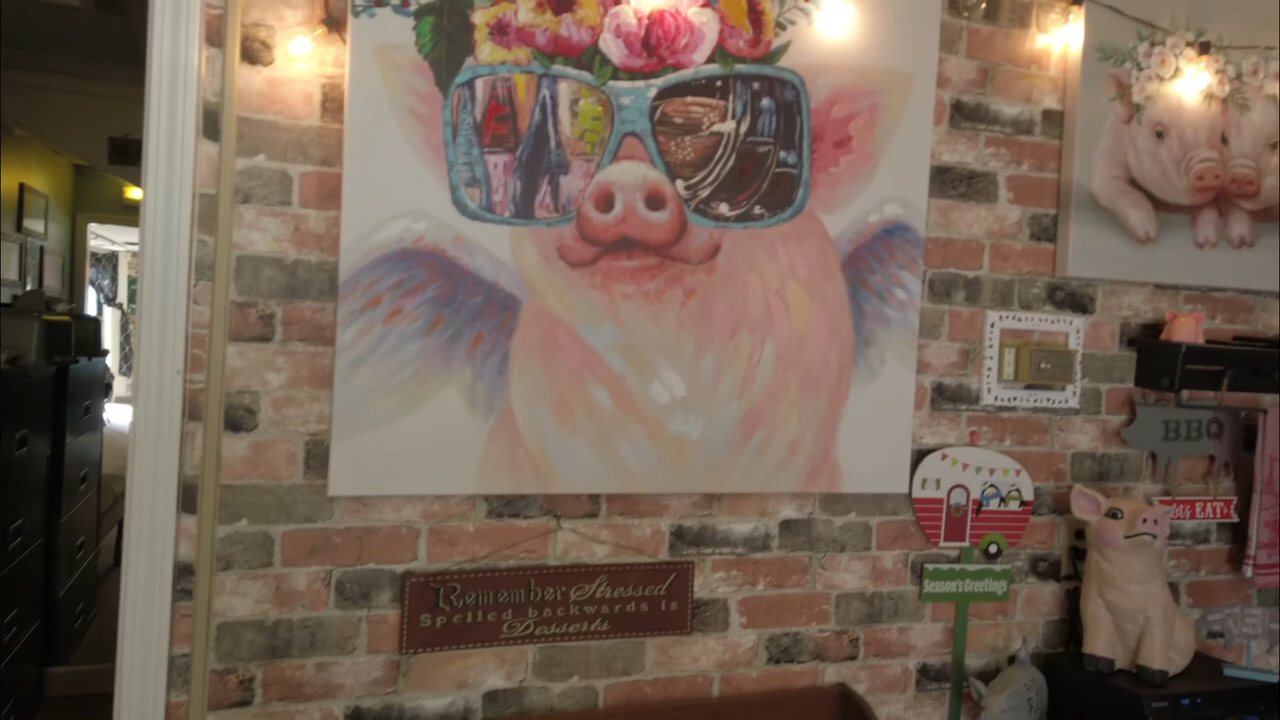 Remember Stressed
Spelled backwards is
Desserts
Season's Greetings
BBQ
EAT